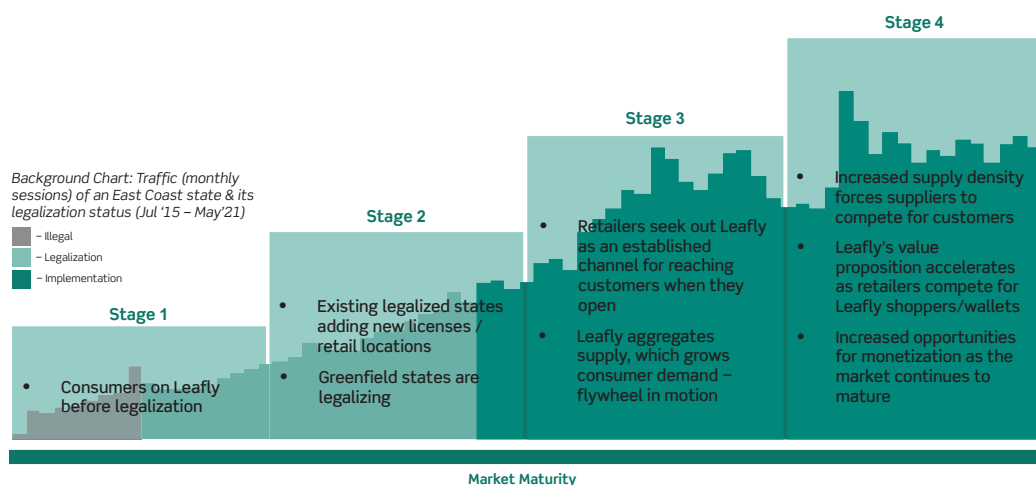 Background Chart: Traffic (monthly
sessions) of an East Coast state & its
legalization status (Jul ‘15 – May’21)
– Illegal
– Legalization
– Implementation
Stage 1
• Consumers on Leafly
before legalization
Stage 2
• Existing legalized states
adding new licenses /
retail locations
• Greenfield states are
legalizing
Stage 3
• Retailers seek out Leafly
as an established
channel for reaching
customers when they
open
• Leafly aggregates
supply, which grows
consumer demand –
flywheel in motion
Stage 4
• Increased supply density
forces suppliers to
compete for customers
• Leafly’s value
proposition accelerates
as retailers compete for
Leafly shoppers/wallets
• Increased opportunities
for monetization as the
market continues to
mature
Market Maturity